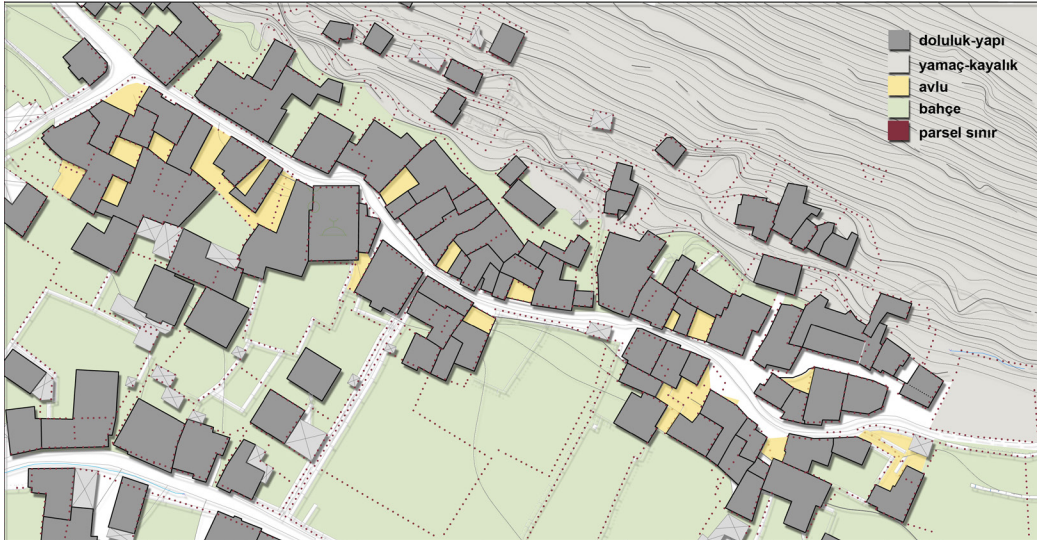 doluluk-yapı
yamaç-kayalık
avlu
bahçe
parsel sınır